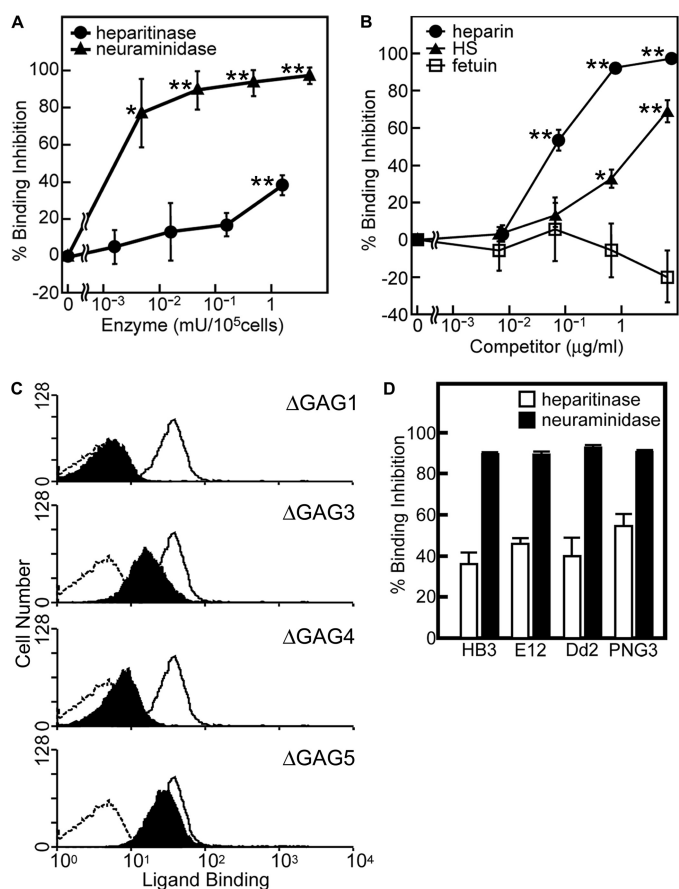 A
heparitinase
neuraminidase
% Binding Inhibition
100
80
60
40
20
0
-20
*
**
**
**
**
0
10⁻³
10⁻²
10⁻¹
1
Enzyme (mU/10⁵cells)
B
heparin
HS
fetuin
% Binding Inhibition
100
80
60
40
20
0
-20
-40
**
**
**
*
**
0
10⁻³
10⁻²
10⁻¹
1
Competitor (μg/ml)
C
Cell Number
128
0
ΔGAG1
128
0
ΔGAG3
128
0
ΔGAG4
128
0
ΔGAG5
10⁰
10¹
10²
10³
10⁴
Ligand Binding
D
heparitinase
neuraminidase
% Binding Inhibition
100
80
60
40
20
0
HB3 E12 Dd2 PNG3